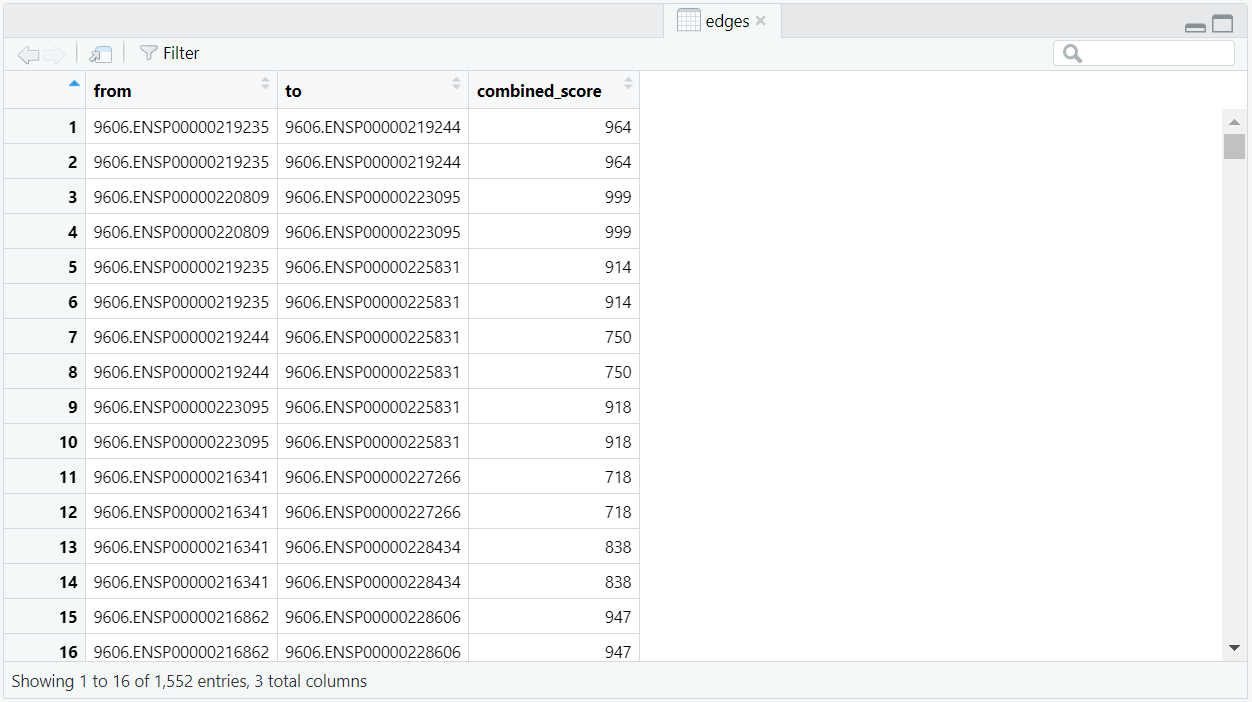 edges
Filter
from to combined_score
1 9606.ENSP00000219235 9606.ENSP00000219244 964
2 9606.ENSP00000219235 9606.ENSP00000219244 964
3 9606.ENSP00000220809 9606.ENSP00000223095 999
4 9606.ENSP00000220809 9606.ENSP00000223095 999
5 9606.ENSP00000219235 9606.ENSP00000225831 914
6 9606.ENSP00000219235 9606.ENSP00000225831 914
7 9606.ENSP00000219244 9606.ENSP00000225831 750
8 9606.ENSP00000219244 9606.ENSP00000225831 750
9 9606.ENSP00000223095 9606.ENSP00000225831 918
10 9606.ENSP00000223095 9606.ENSP00000225831 918
11 9606.ENSP00000216341 9606.ENSP00000227266 718
12 9606.ENSP00000216341 9606.ENSP00000227266 718
13 9606.ENSP00000216341 9606.ENSP00000228434 838
14 9606.ENSP00000216341 9606.ENSP00000228434 838
15 9606.ENSP00000216862 9606.ENSP00000228606 947
16 9606.ENSP00000216862 9606.ENSP00000228606 947
Showing 1 to 16 of 1,552 entries, 3 total columns